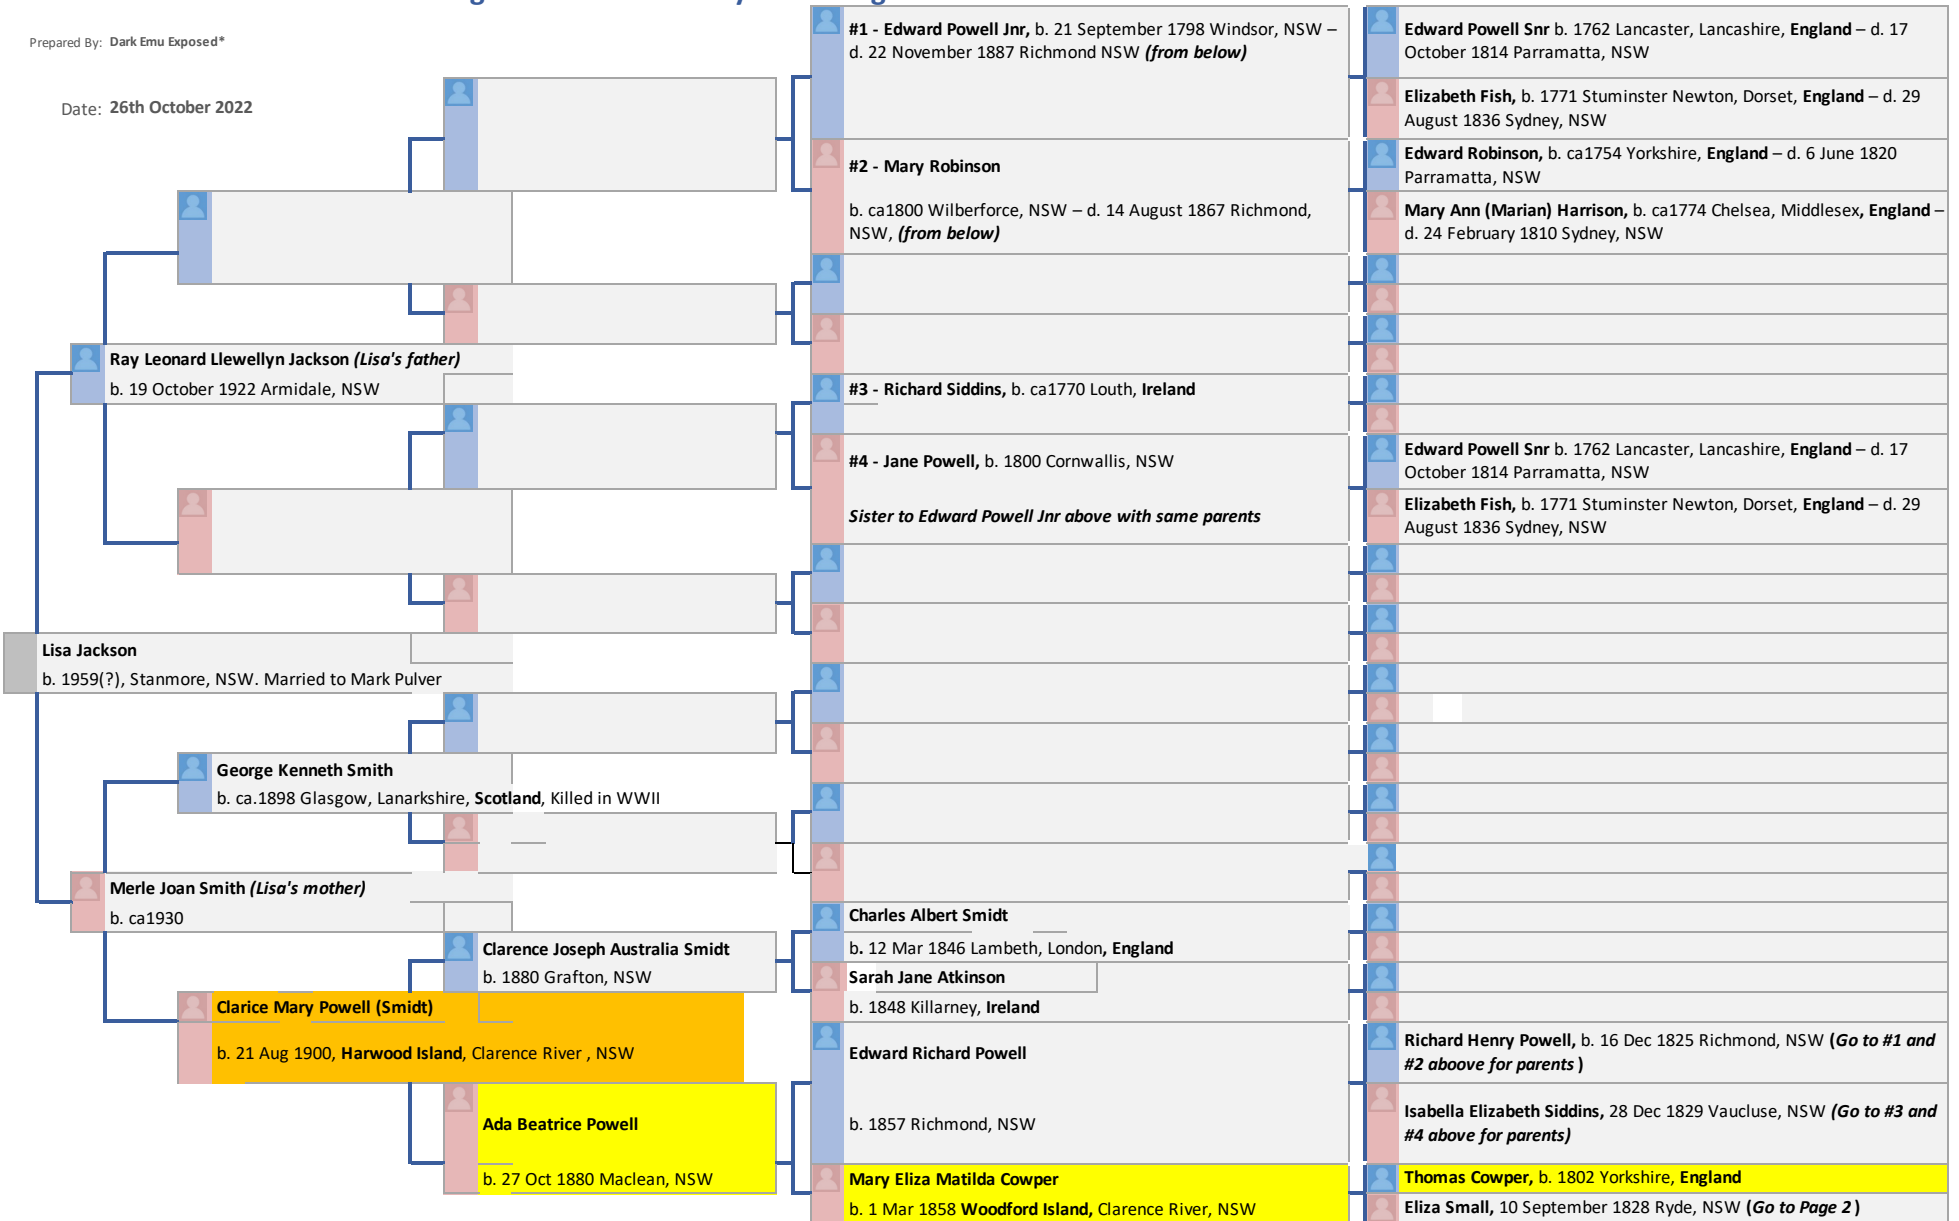 Prepared By: Dark Emu Exposed*
Date: 26th October 2022
Ray Leonard Llewellyn Jackson (Lisa's father)
b. 19 October 1922 Armidale, NSW
Lisa Jackson
b. 1959(?), Stanmore, NSW. Married to Mark Pulver
George Kenneth Smith
b. ca.1898 Glasgow, Lanarkshire, Scotland, Killed in WWII
Merle Joan Smith (Lisa's mother)
b. ca1930
Clarence Joseph Australia Smidt
b. 1880 Grafton, NSW
Clarice Mary Powell (Smidt)
b. 21 Aug 1900, Harwood Island, Clarence River , NSW
Ada Beatrice Powell
b. 27 Oct 1880 Maclean, NSW
#1 - Edward Powell Jnr, b. 21 September 1798 Windsor, NSW –
d. 22 November 1887 Richmond NSW (from below)
#2 - Mary Robinson
b. ca1800 Wilberforce, NSW – d. 14 August 1867 Richmond,
NSW, (from below)
#3 - Richard Siddins, b. ca1770 Louth, Ireland
#4 - Jane Powell, b. 1800 Cornwallis, NSW
Sister to Edward Powell Jnr above with same parents
Charles Albert Smidt
b. 12 Mar 1846 Lambeth, London, England
Sarah Jane Atkinson
b. 1848 Killarney, Ireland
Edward Richard Powell
b. 1857 Richmond, NSW
Mary Eliza Matilda Cowper
b. 1 Mar 1858 Woodford Island, Clarence River, NSW
Edward Powell Snr b. 1762 Lancaster, Lancashire, England – d. 17
October 1814 Parramatta, NSW
Elizabeth Fish, b. 1771 Stuminster Newton, Dorset, England – d. 29
August 1836 Sydney, NSW
Edward Robinson, b. ca1754 Yorkshire, England – d. 6 June 1820
Parramatta, NSW
Mary Ann (Marian) Harrison, b. ca1774 Chelsea, Middlesex, England –
d. 24 February 1810 Sydney, NSW
Edward Powell Snr b. 1762 Lancaster, Lancashire, England – d. 17
October 1814 Parramatta, NSW
Elizabeth Fish, b. 1771 Stuminster Newton, Dorset, England – d. 29
August 1836 Sydney, NSW
Richard Henry Powell, b. 16 Dec 1825 Richmond, NSW (Go to #1 and
#2 aboove for parents )
Isabella Elizabeth Siddins, 28 Dec 1829 Vaucluse, NSW (Go to #3 and
#4 above for parents)
Thomas Cowper, b. 1802 Yorkshire, England
Eliza Small, 10 September 1828 Ryde, NSW (Go to Page 2 )